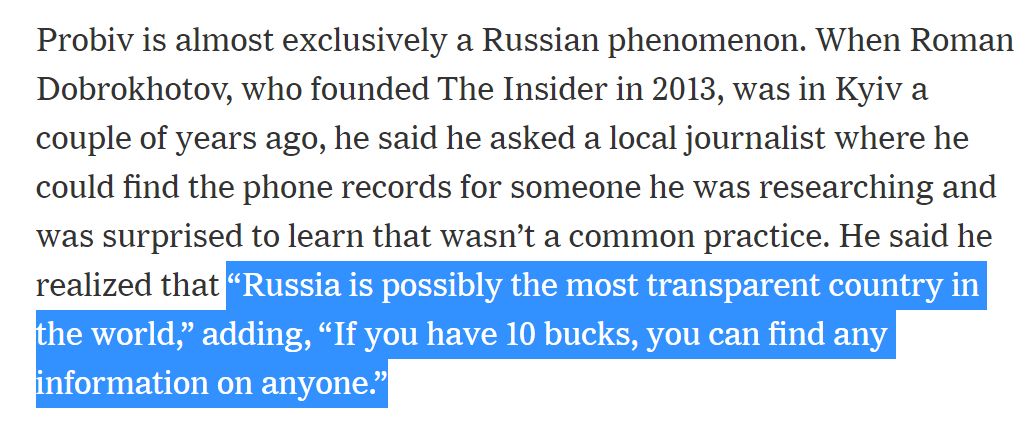 Probiv is almost exclusively a Russian phenomenon. When Roman
Dobrokhotov, who founded The Insider in 2013, was in Kyiv a
couple of years ago, he said he asked a local journalist where he
could find the phone records for someone he was researching and
was surprised to learn that wasn’t a common practice. He said he
realized that “Russia is possibly the most transparent country in
the world,” adding, “If you have 10 bucks, you can find any
information on anyone.”